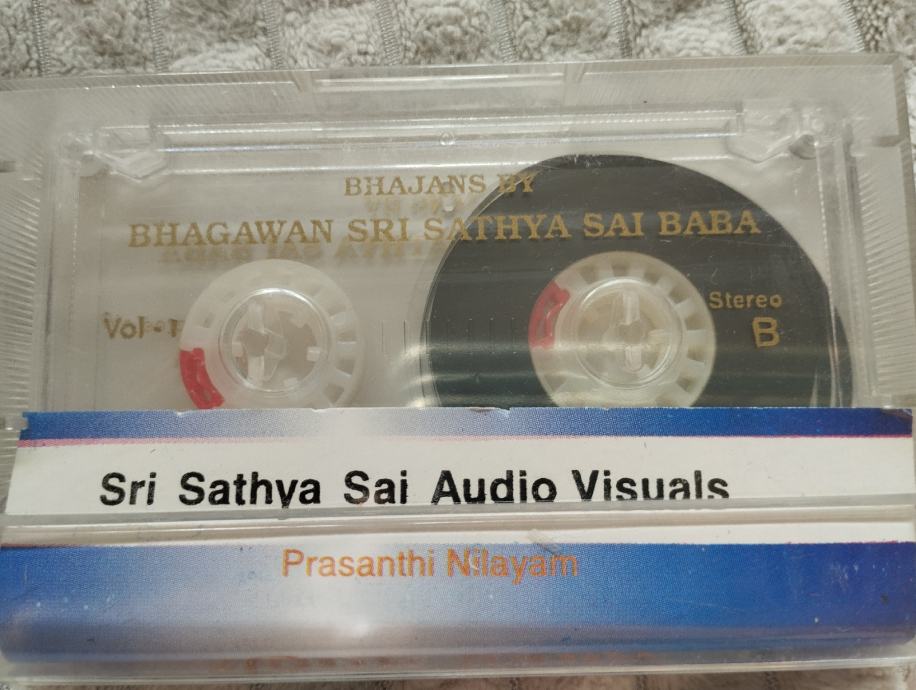 BHAJANS BY
BHAGAWAN SRI SATHYA SAI BABA
Stereo
Vol - 1
B
Sri Sathya Sai Audio Visuals
Prasanthi Nilayam